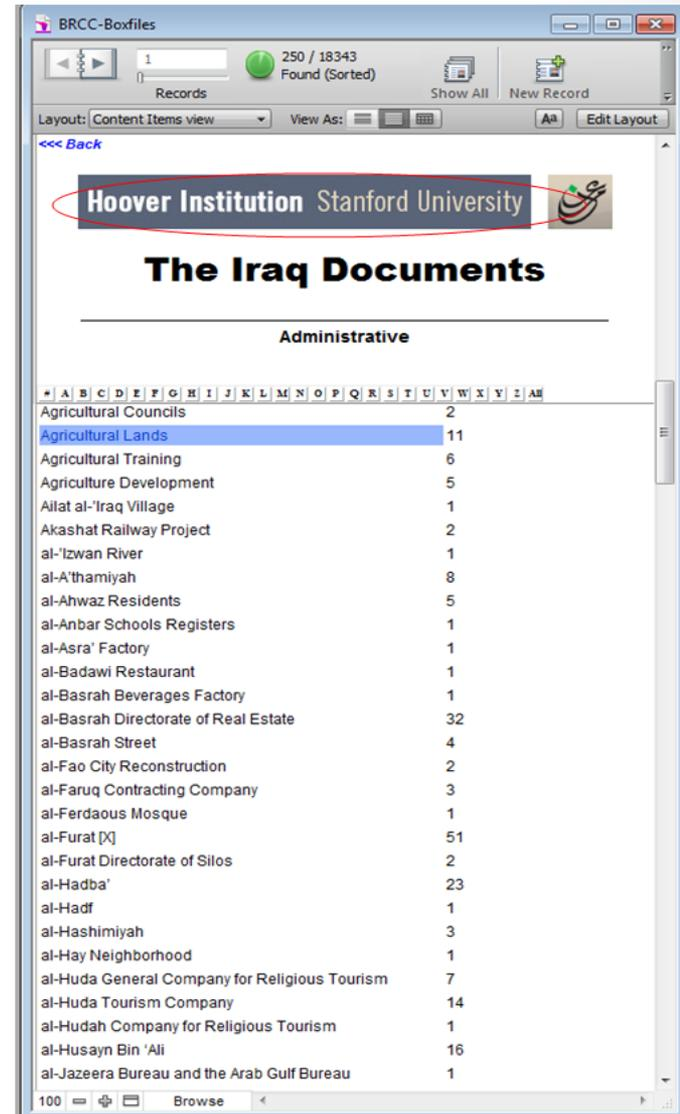 BRCC-Boxfiles
1
250 / 18343
Found (Sorted)
Records
Show All
New Record
Layout: Content Items view
View As:
Aa
Edit Layout
<<< Back
Hoover Institution Stanford University
The Iraq Documents
Administrative
# A B C D E F G H I J K L M N O P Q R S T U V W X Y Z All
Agricultural Councils 2
Agricultural Lands 11
Agricultural Training 6
Agriculture Development 5
Ailat al-'Iraq Village 1
Akashat Railway Project 2
al-'Izwan River 1
al-A'thamiyah 8
al-Ahwaz Residents 5
al-Anbar Schools Registers 1
al-Asra' Factory 1
al-Badawi Restaurant 1
al-Basrah Beverages Factory 1
al-Basrah Directorate of Real Estate 32
al-Basrah Street 4
al-Fao City Reconstruction 2
al-Faruq Contracting Company 3
al-Ferdaous Mosque 1
al-Furat [X] 51
al-Furat Directorate of Silos 2
al-Hadba' 23
al-Hadf 1
al-Hashimiyah 3
al-Hay Neighborhood 1
al-Huda General Company for Religious Tourism 7
al-Huda Tourism Company 14
al-Hudah Company for Religious Tourism 1
al-Husayn Bin 'Ali 16
al-Jazeera Bureau and the Arab Gulf Bureau 1
100
Browse